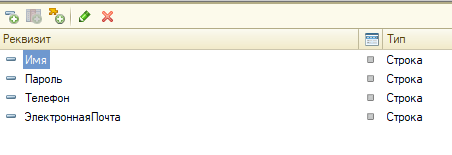 Реквизит Тип
Имя Строка
Пароль Строка
Телефон Строка
ЭлектроннаяПочта Строка